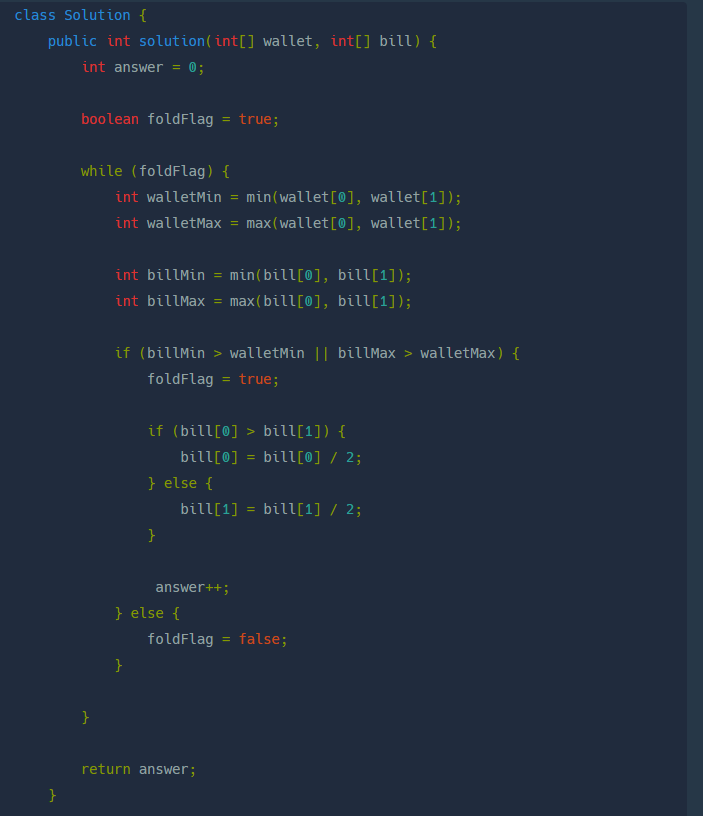 class Solution {
    public int solution(int[] wallet, int[] bill) {
        int answer = 0;

        boolean foldFlag = true;

        while (foldFlag) {
            int walletMin = min(wallet[0], wallet[1]);
            int walletMax = max(wallet[0], wallet[1]);

            int billMin = min(bill[0], bill[1]);
            int billMax = max(bill[0], bill[1]);

            if (billMin > walletMin || billMax > walletMax) {
                foldFlag = true;

                if (bill[0] > bill[1]) {
                    bill[0] = bill[0] / 2;
                } else {
                    bill[1] = bill[1] / 2;
                }

                 answer++;
            } else {
                foldFlag = false;
            }

        }

        return answer;
    }